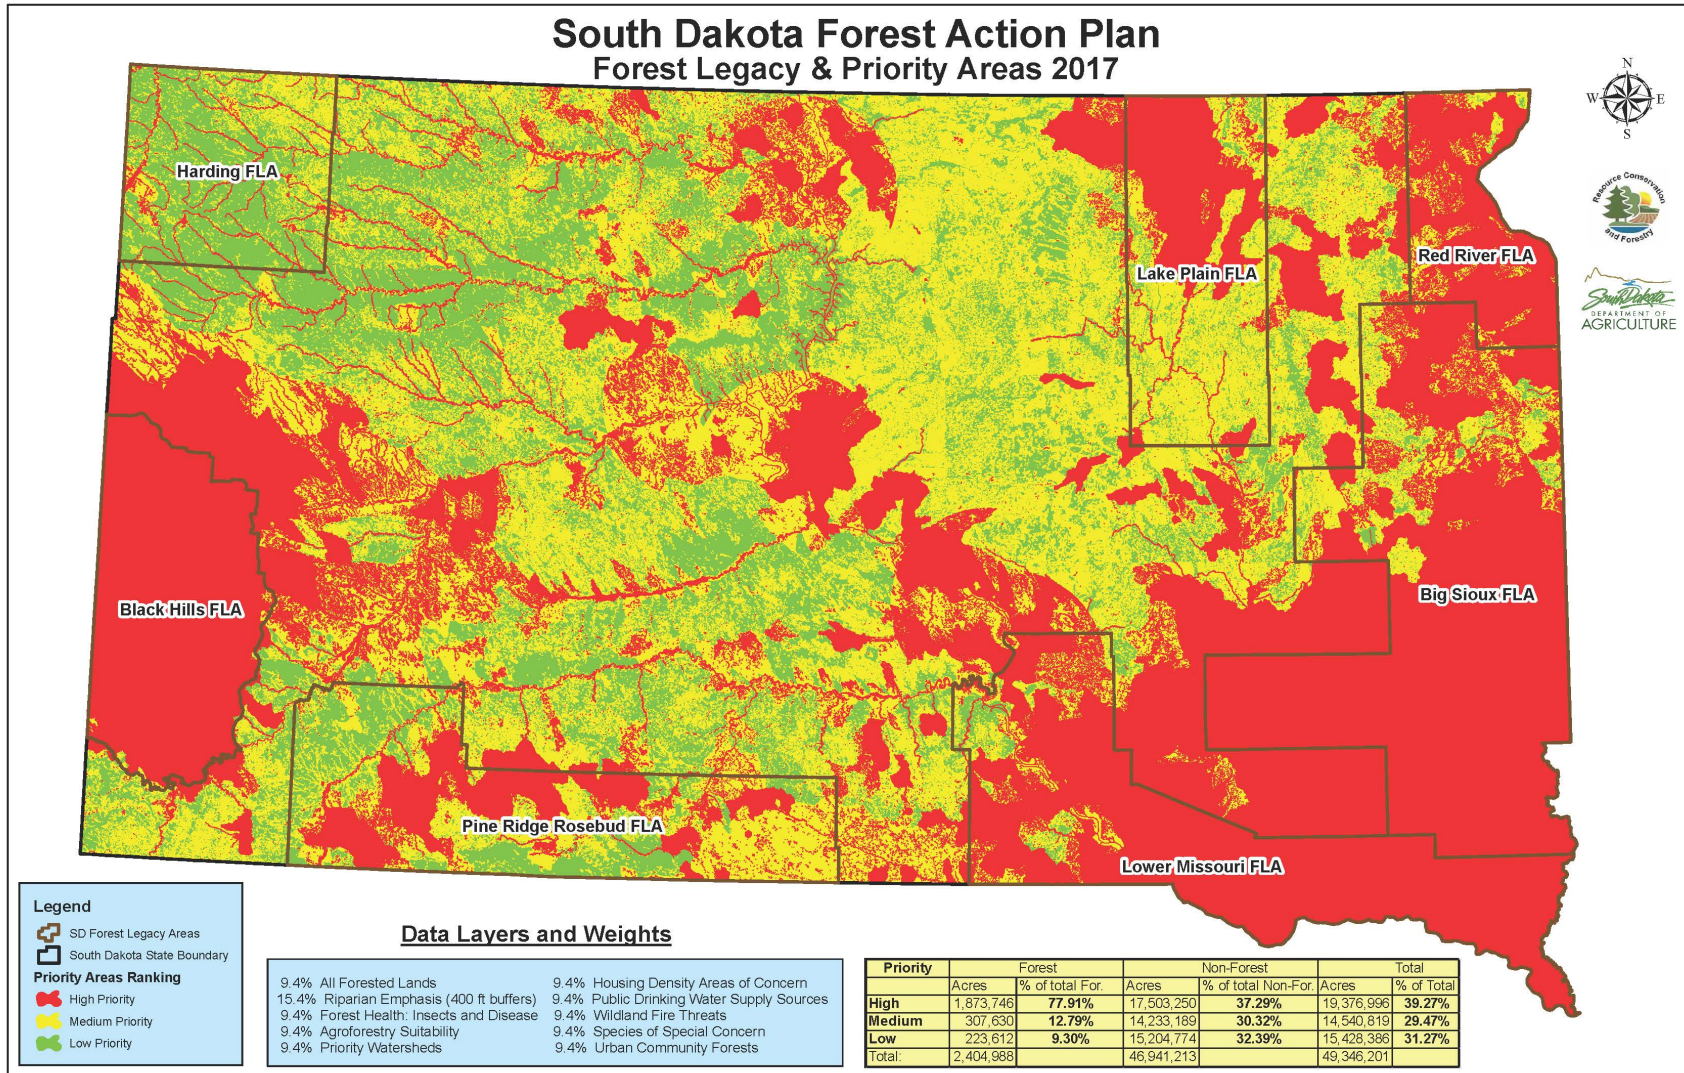 South Dakota Forest Action Plan
Forest Legacy & Priority Areas 2017
N
W E
S
Resource Conservation
and Forestry
South Dakota
DEPARTMENT OF
AGRICULTURE
Harding FLA
Lake Plain FLA
Red River FLA
Black Hills FLA
Big Sioux FLA
Pine Ridge Rosebud FLA
Lower Missouri FLA
Legend
SD Forest Legacy Areas
South Dakota State Boundary
Priority Areas Ranking
High Priority
Medium Priority
Low Priority
Data Layers and Weights
9.4% All Forested Lands
15.4% Riparian Emphasis (400 ft buffers)
9.4% Forest Health: Insects and Disease
9.4% Agroforestry Suitability
9.4% Priority Watersheds
9.4% Housing Density Areas of Concern
9.4% Public Drinking Water Supply Sources
9.4% Wildland Fire Threats
9.4% Species of Special Concern
9.4% Urban Community Forests
Priority Forest Non-Forest Total
Acres % of total For. Acres % of total Non-For. Acres % of Total
High 1,873,746 77.91% 17,503,250 37.29% 19,376,996 39.27%
Medium 307,630 12.79% 14,233,189 30.32% 14,540,819 29.47%
Low 223,612 9.30% 15,204,774 32.39% 15,428,386 31.27%
Total: 2,404,988 46,941,213 49,346,201